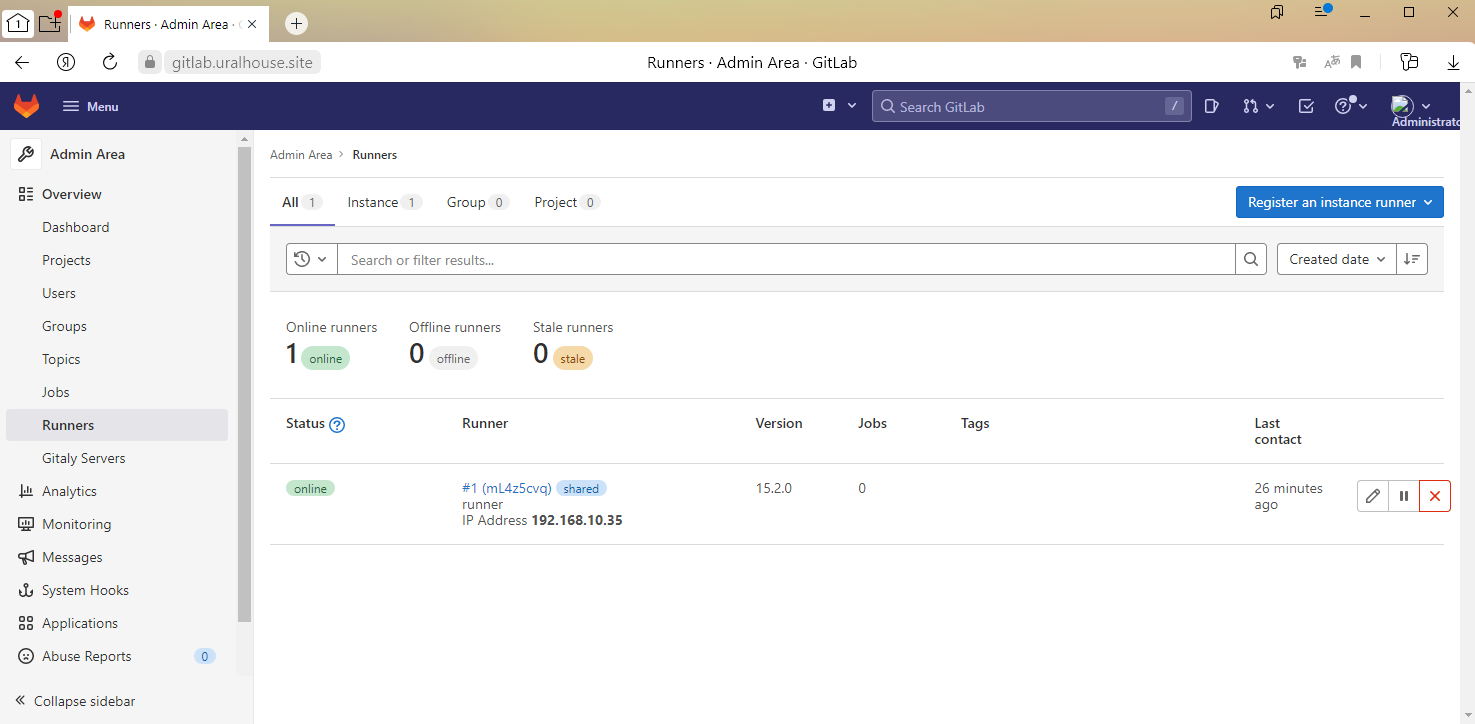 1
Runners · Admin Area ·
Я
gitlab.uralhouse.site
Runners · Admin Area · GitLab
Menu
Search GitLab
/
Administrato
Admin Area
Overview
Dashboard
Projects
Users
Groups
Topics
Jobs
Runners
Gitaly Servers
Analytics
Monitoring
Messages
System Hooks
Applications
Abuse Reports 0
Collapse sidebar
Admin Area > Runners
All 1 Instance 1 Group 0 Project 0
Register an instance runner
Search or filter results...
Created date
Online runners Offline runners Stale runners
1 online 0 offline 0 stale
Status ? Runner Version Jobs Tags Last contact
online #1 (mL4z5cvq) shared 15.2.0 0 26 minutes ago
runner
IP Address 192.168.10.35